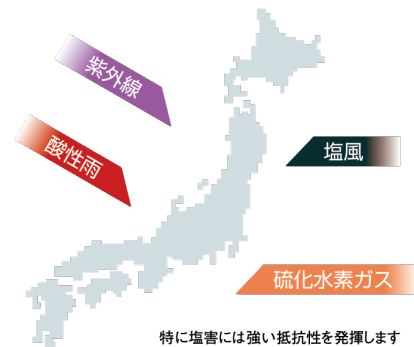 紫外線
酸性雨
塩風
硫化水素ガス
特に塩害には強い抵抗性を発揮します